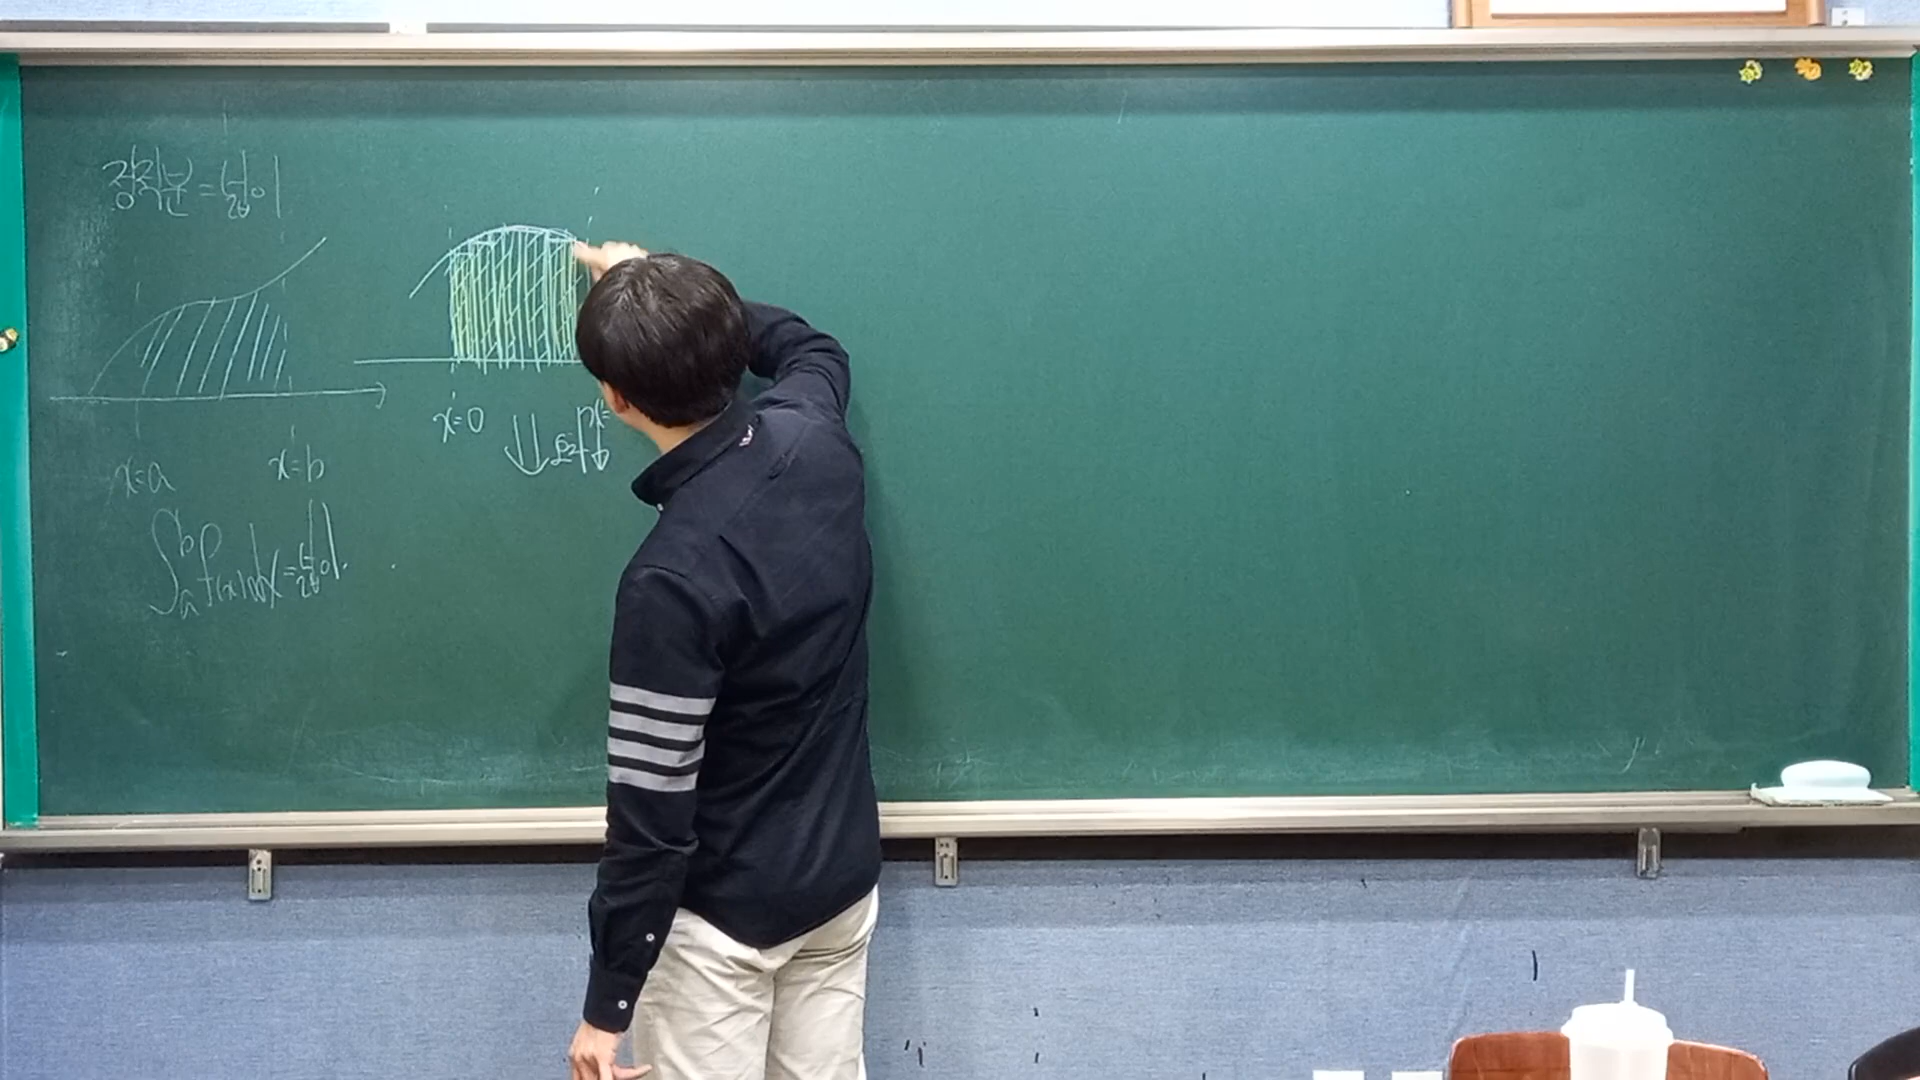 정적분 = 넓이
x=a
x=b
∫ₐᵇ f(x)dx = 넓이.
x=0
x=